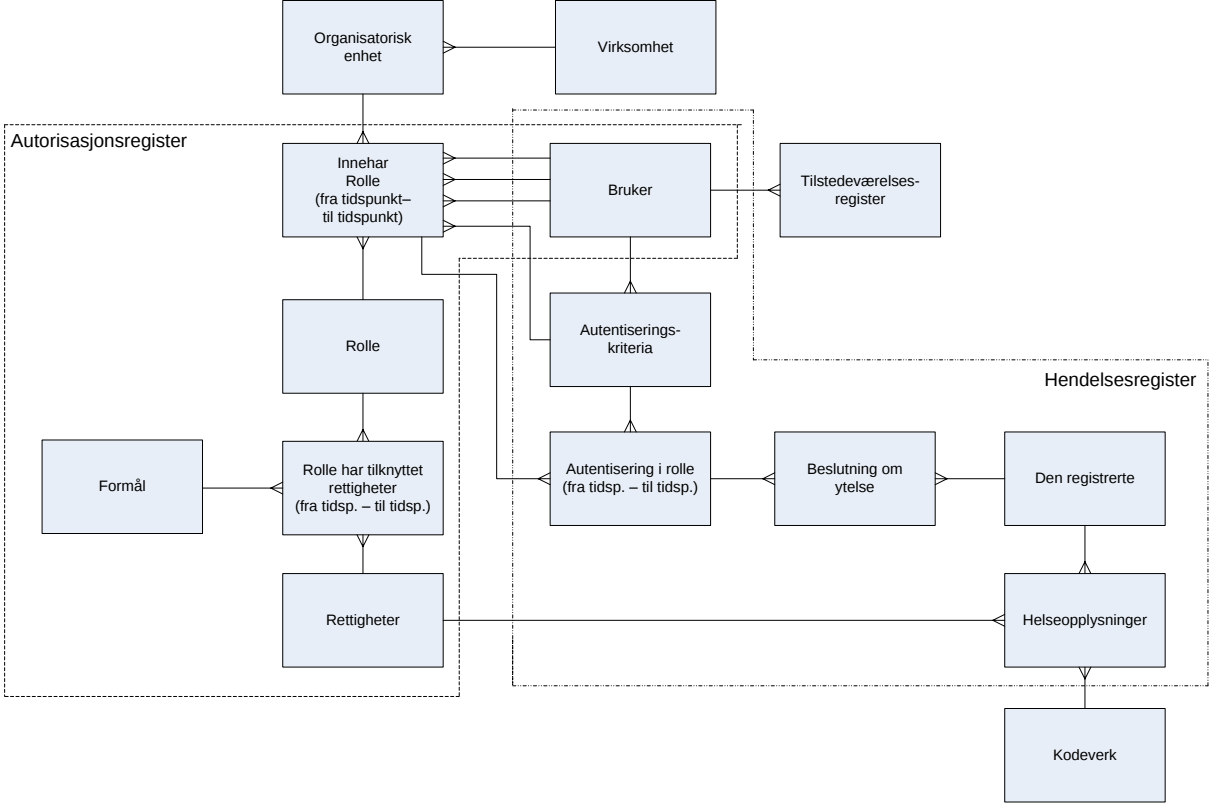 Organisatorisk
enhet
Virksomhet
Autorisasjonsregister
Innehar
Rolle
(fra tidspunkt–
til tidspunkt)
Bruker
Tilstedeværelses-
register
Rolle
Autentiserings-
kriteria
Hendelsesregister
Formål
Rolle har tilknyttet
rettigheter
(fra tidsp. – til tidsp.)
Autentisering i rolle
(fra tidsp. – til tidsp.)
Beslutning om
ytelse
Den registrerte
Rettigheter
Helseopplysninger
Kodeverk